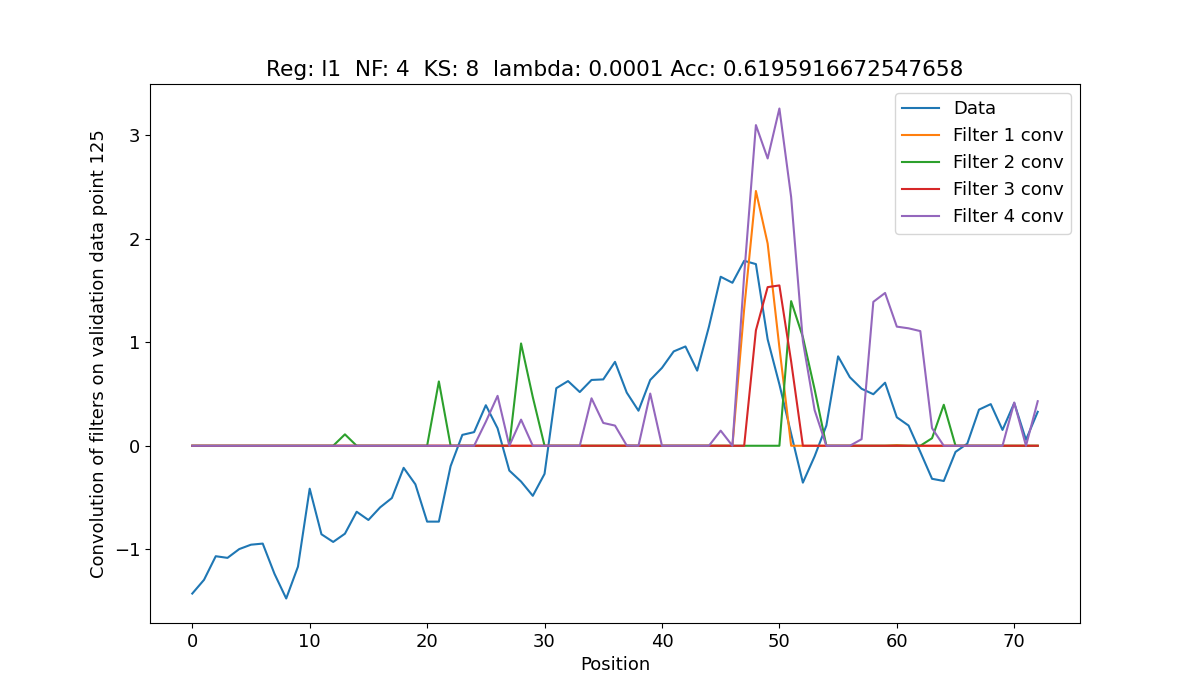 Reg: l1 NF: 4 KS: 8 lambda: 0.0001 Acc: 0.6195916672547658
Convolution of filters on validation data point 125
3
2
1
0
−1
Data
Filter 1 conv
Filter 2 conv
Filter 3 conv
Filter 4 conv
0 10 20 30 40 50 60 70
Position